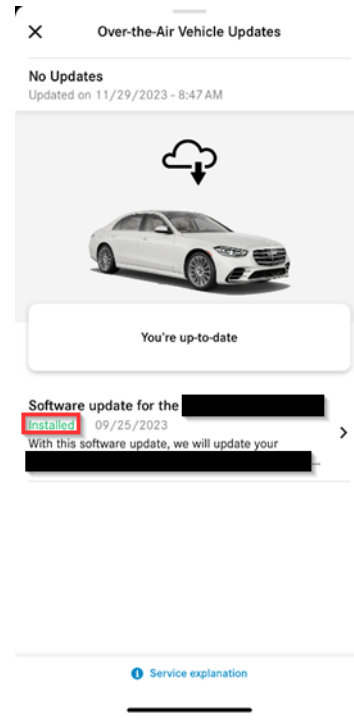 Over-the-Air Vehicle Updates
No Updates
Updated on 11/29/2023 - 8:47 AM
You're up-to-date
Software update for the
Installed 09/25/2023
With this software update, we will update your
...
Service explanation